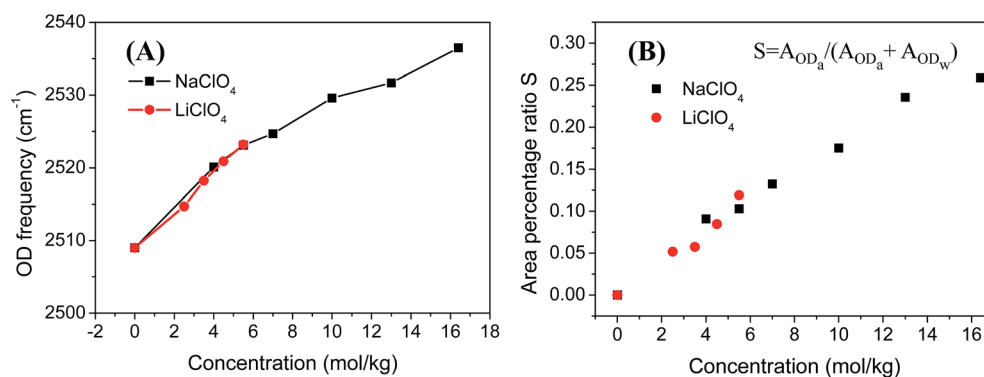 (A)
NaClO4
LiClO4
OD frequency (cm-1)
2540
2530
2520
2510
2500
-2 0 2 4 6 8 10 12 14 16 18
Concentration (mol/kg)
(B)
S=AODa/(AODa+ AODw)
NaClO4
LiClO4
Area percentage ratio S
0.30
0.25
0.20
0.15
0.10
0.05
0.00
0 2 4 6 8 10 12 14 16
Concentration (mol/kg)